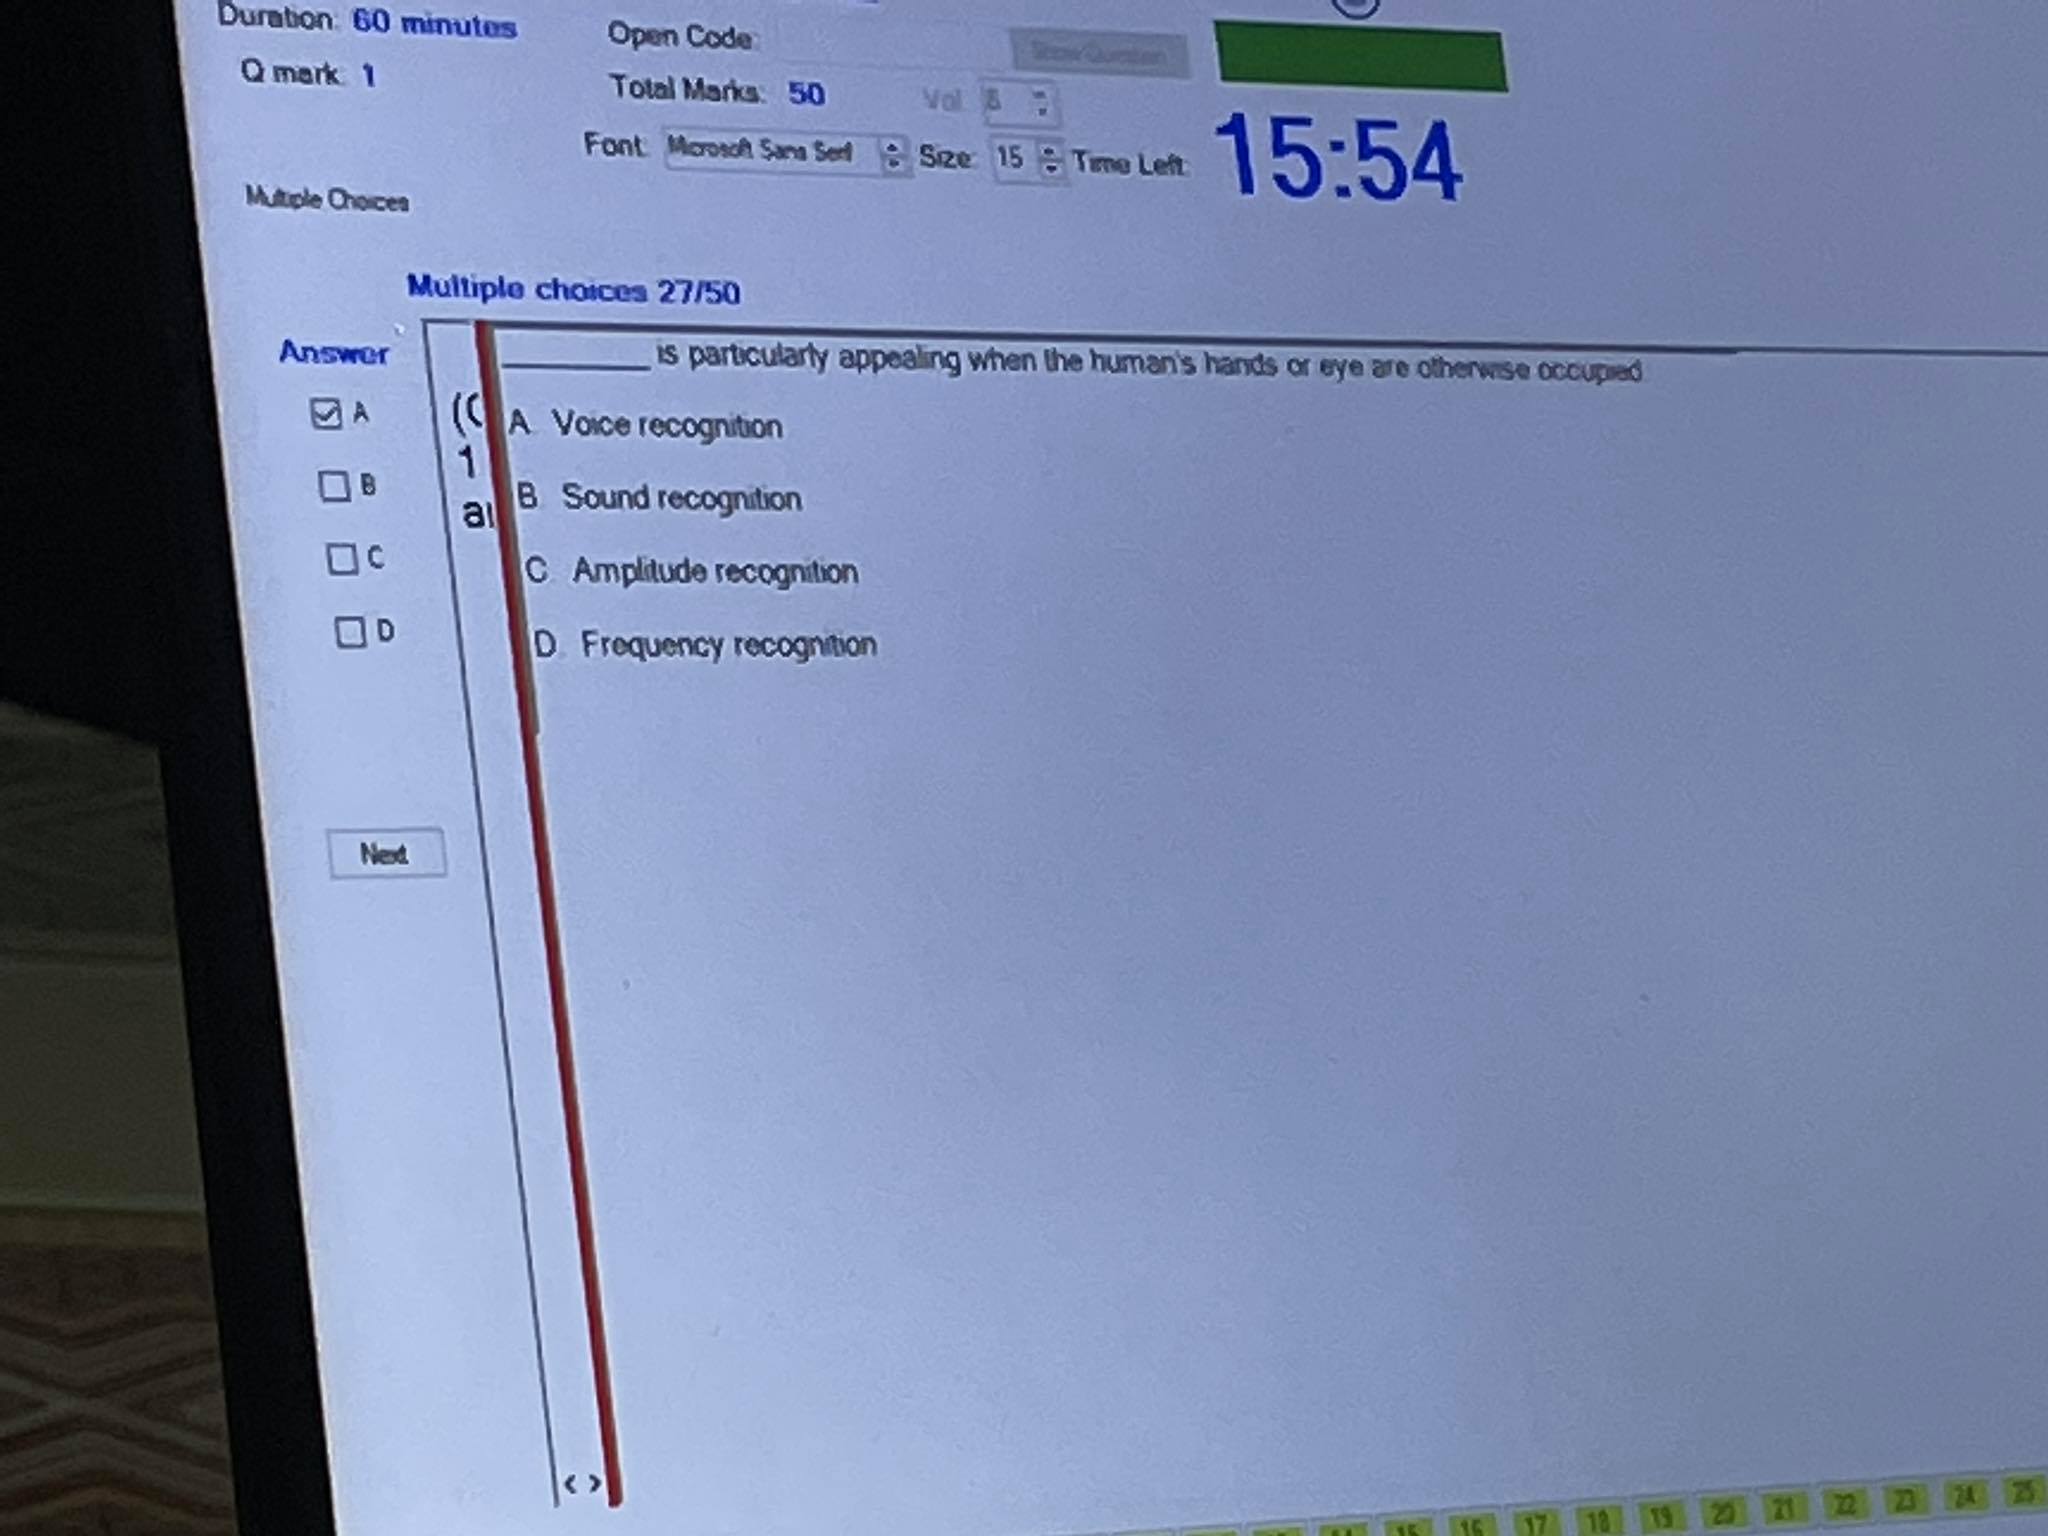 Duration: 60 minutes
Open Code:
Q mark: 1
Total Marks: 50
Vol
Font: Microsoft Sans Serif Size: 15 Time Left: 15:54
Multiple Choices
Multiple choices 27/50
Answer
_________ is particularly appealing when the human's hands or eye are otherwise occupied
A
A. Voice recognition
B
B. Sound recognition
C
C. Amplitude recognition
D
D. Frequency recognition
((
1
Next
< >
16 17 18 19 20 21 22 23 24 25